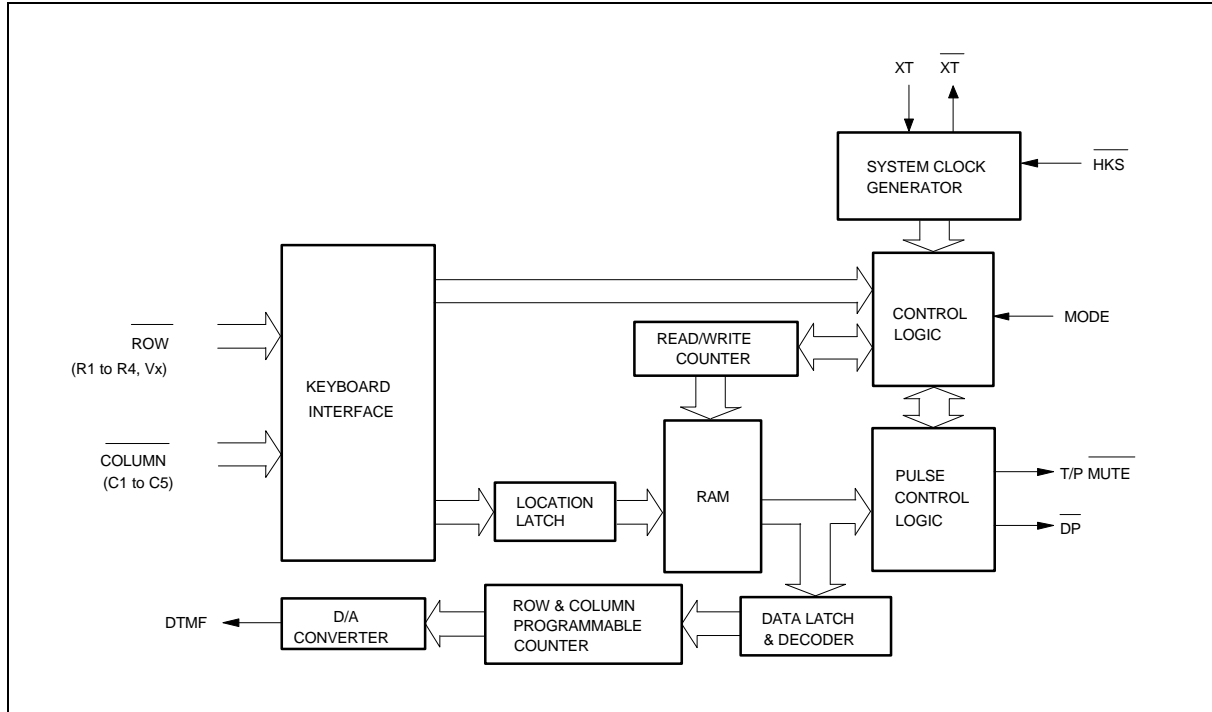 XT XT
SYSTEM CLOCK
GENERATOR
HKS
ROW
(R1 to R4, Vx)
COLUMN
(C1 to C5)
KEYBOARD
INTERFACE
READ/WRITE
COUNTER
CONTROL
LOGIC
MODE
LOCATION
LATCH
RAM
PULSE
CONTROL
LOGIC
T/P MUTE
DP
DTMF
D/A
CONVERTER
ROW & COLUMN
PROGRAMMABLE
COUNTER
DATA LATCH
& DECODER